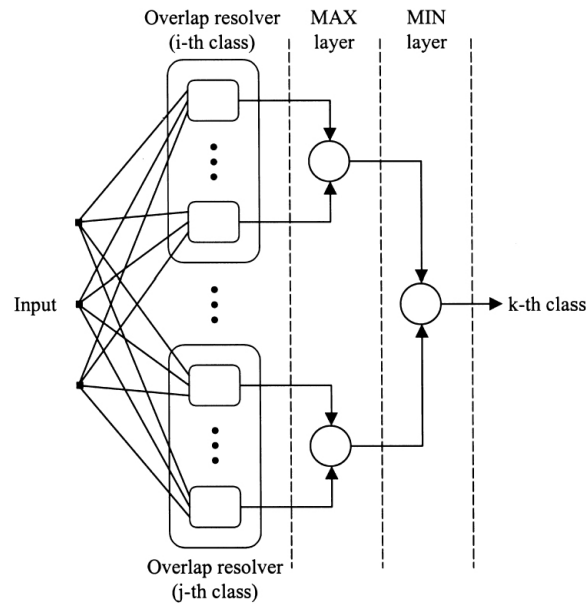 Overlap resolver
(i-th class)
MAX
layer
MIN
layer
Input
k-th class
Overlap resolver
(j-th class)